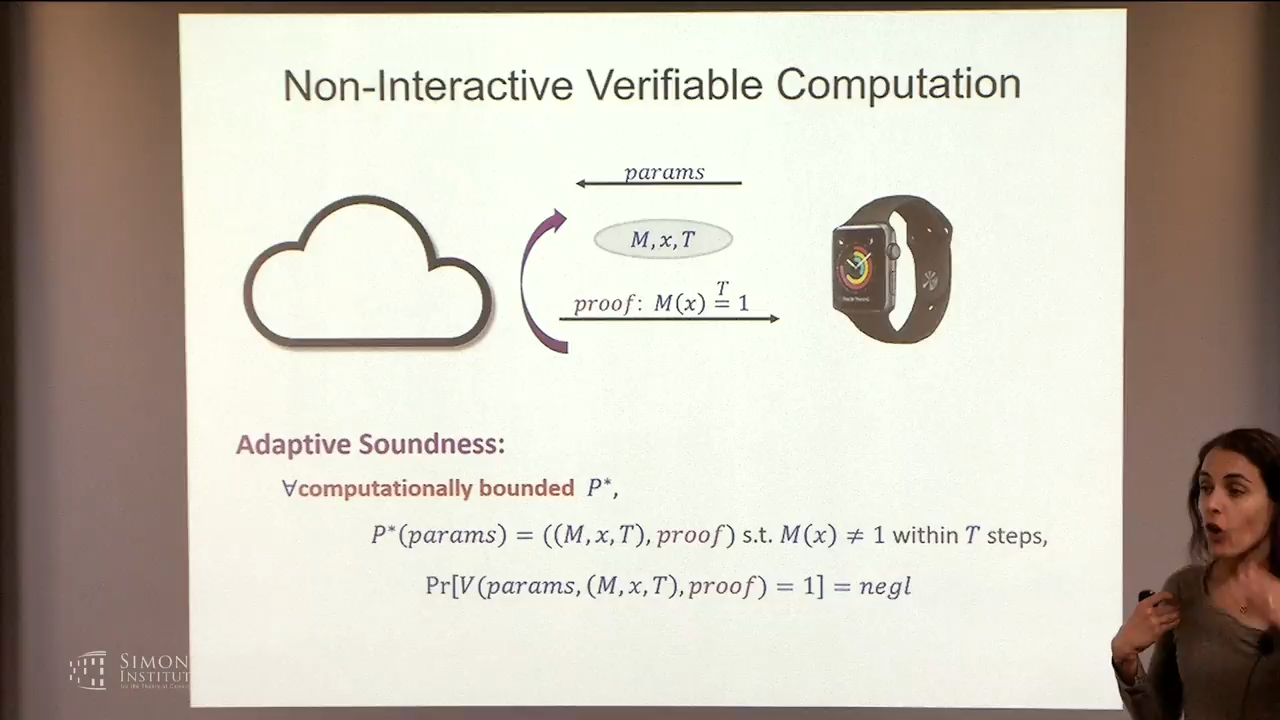 Non-Interactive Verifiable Computation
params
M, x, T
proof: M(x) =^T 1
Adaptive Soundness:
∀computationally bounded P*,
P*(params) = ((M, x, T), proof) s.t. M(x) ≠ 1 within T steps,
Pr[V(params, (M, x, T), proof) = 1] = negl
SIMON
INSTITUT